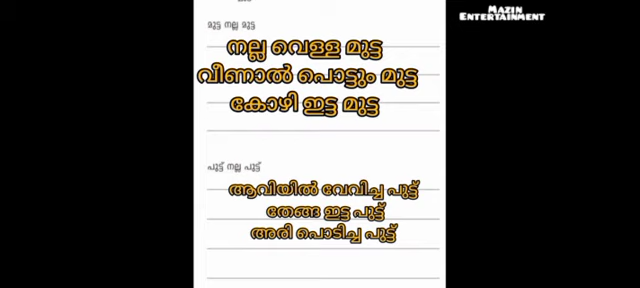 Mazin
Entertainment
മുട്ട നല്ല മുട്ട
നല്ല വെള്ള മുട്ട
വീണാൽ പൊട്ടും മുട്ട
കോഴി ഇട്ട മുട്ട
പുട്ട് നല്ല പുട്ട്
ആവിയിൽ വേവിച്ച പുട്ട്
തേങ്ങ ഇട്ട പുട്ട്
അരി പൊടിച്ച പുട്ട്